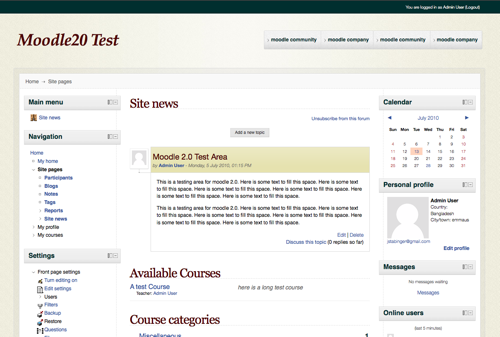 You are logged in as Admin User (Logout)
Moodle20 Test
moodle community
moodle company
moodle community
moodle company
Home
Site pages
Main menu
Site news
Navigation
Home
My home
Site pages
Participants
Blogs
Notes
Tags
Reports
Site news
My profile
My courses
Settings
Front page settings
Turn editing on
Edit settings
Users
Filters
Backup
Restore
Questions
Site news
Unsubscribe from this forum
Add a new topic
Moodle 2.0 Test Area
by Admin User - Monday, 5 July 2010, 01:15 PM
This is a testing area for moodle 2.0. Here is some text to fill this space. Here is some text
to fill this space. Here is some text to fill this space. Here is some text to fill this space.
Here is some text to fill this space. Here is some text to fill this space.
This is a testing area for moodle 2.0. Here is some text to fill this space. Here is some text
to fill this space. Here is some text to fill this space. Here is some text to fill this space.
Here is some text to fill this space. Here is some text to fill this space.
Edit | Delete
Discuss this topic (0 replies so far)
Available Courses
A test Course
Teacher: Admin User
here is a long test course
Course categories
Miscellaneous
1
Calendar
July 2010
Sun Mon Tue Wed Thu Fri Sat
1 2 3
4 5 6 7 8 9 10
11 12 13 14 15 16 17
18 19 20 21 22 23 24
25 26 27 28 29 30 31
Personal profile
Admin User
Country:
Bangladesh
City/town: emmaus
Edit profile
Messages
No messages waiting
Messages
Online users
(last 5 minutes)